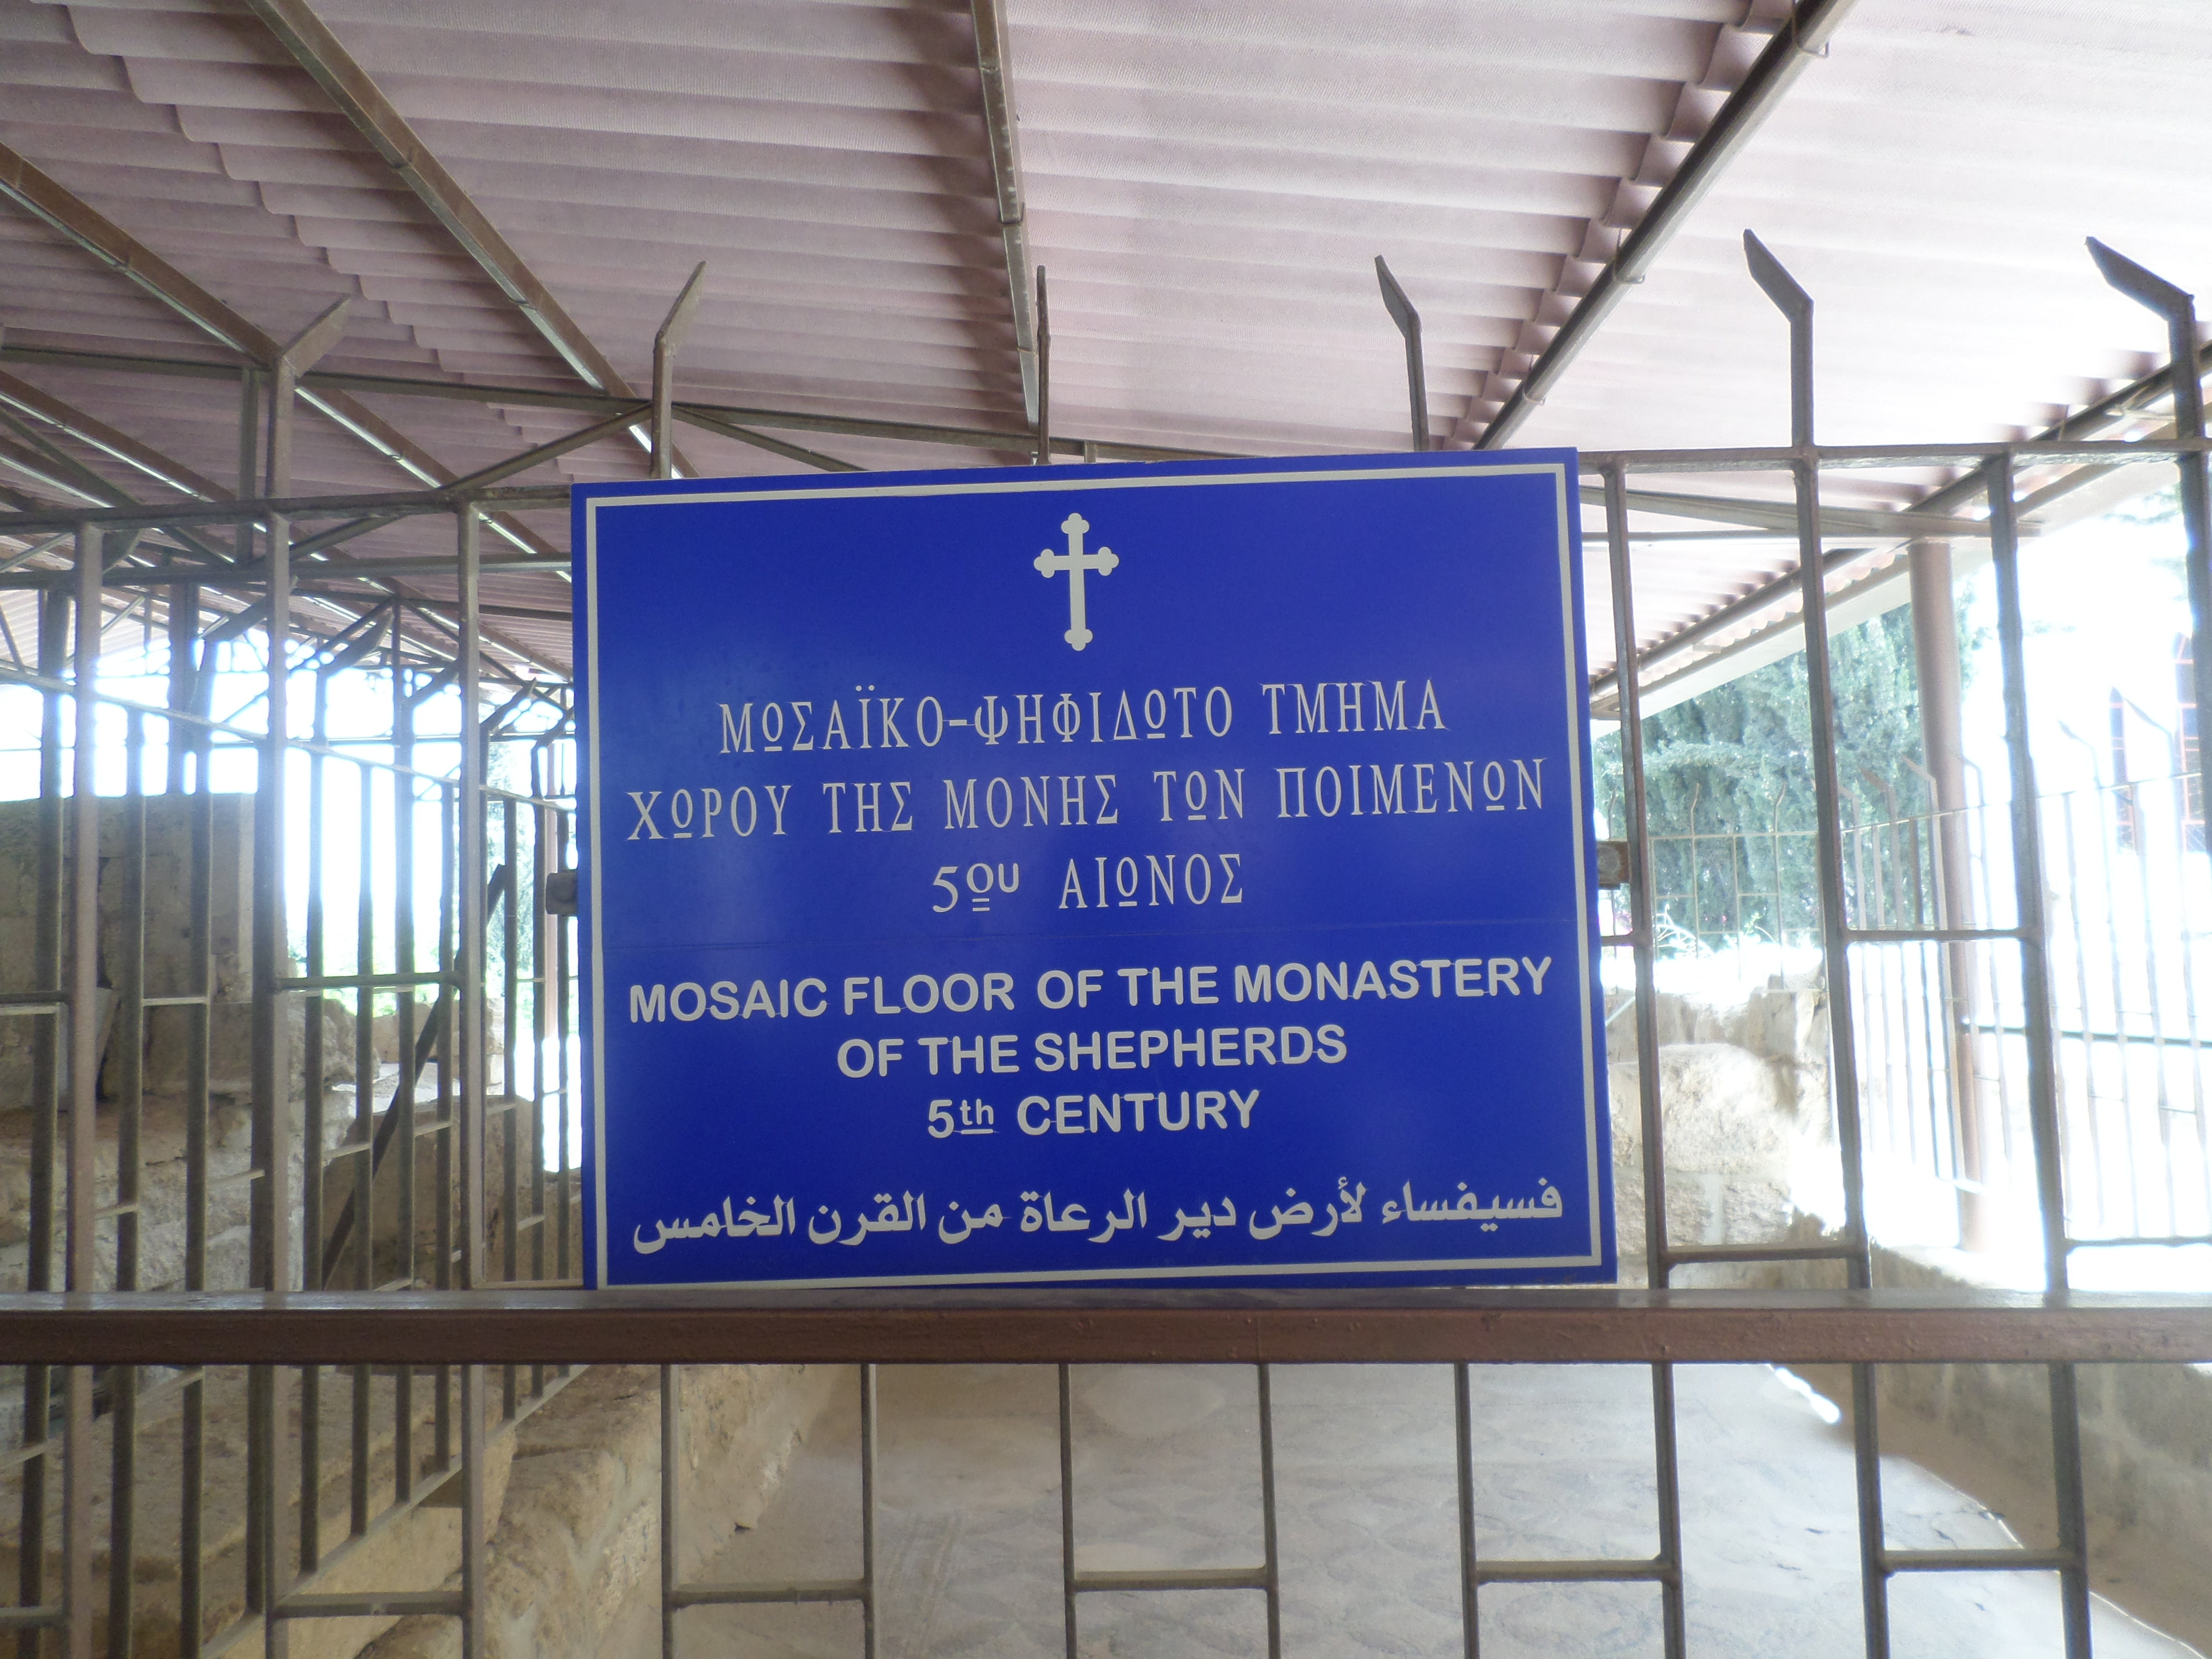 ΜΩΣΑΪΚΟ-ΨΗΦΙΔΩΤΟ ΤΜΗΜΑ
ΧΩΡΟΥ ΤΗΣ ΜΟΝΗΣ ΤΩΝ ΠΟΙΜΕΝΩΝ
5ου ΑΙΩΝΟΣ
MOSAIC FLOOR OF THE MONASTERY
OF THE SHEPHERDS
5th CENTURY
فسيفساء لأرض دير الرعاة من القرن الخامس